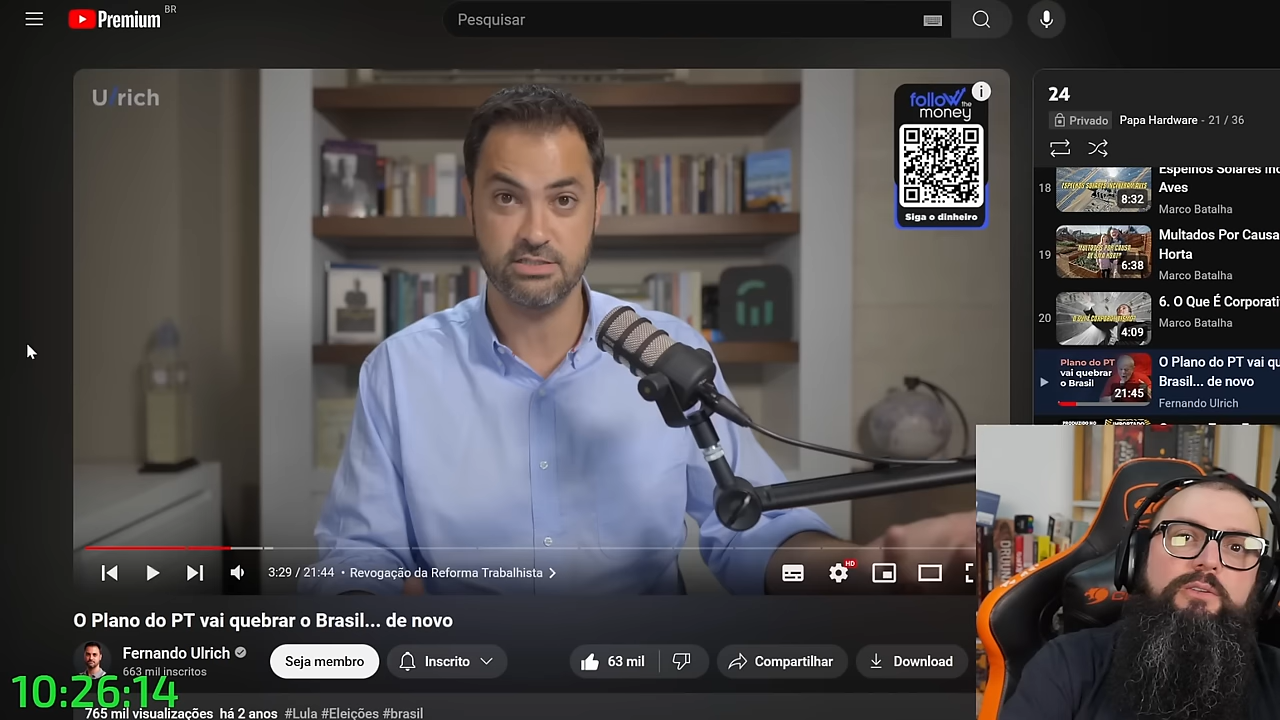 Premium BR
Pesquisar
Ulrich
follow the money
Siga o dinheiro
3:29 / 21:44 • Revogação da Reforma Trabalhista
HD
O Plano do PT vai quebrar o Brasil... de novo
Fernando Ulrich
663 mil inscritos
Seja membro
Inscrito
63 mil
Compartilhar
Download
10:26:14
765 mil visualizações há 2 anos #Lula #Eleições #brasil
24
Privado Papa Hardware - 21 / 36
18
8:32
Espelhos Solares
Aves
Marco Batalha
19
6:38
Multados Por Causa
Horta
Marco Batalha
20
4:09
6. O Que É Corporati
Marco Batalha
Plano do PT
vai quebrar
o Brasil
21:45
O Plano do PT vai qu
Brasil... de novo
Fernando Ulrich